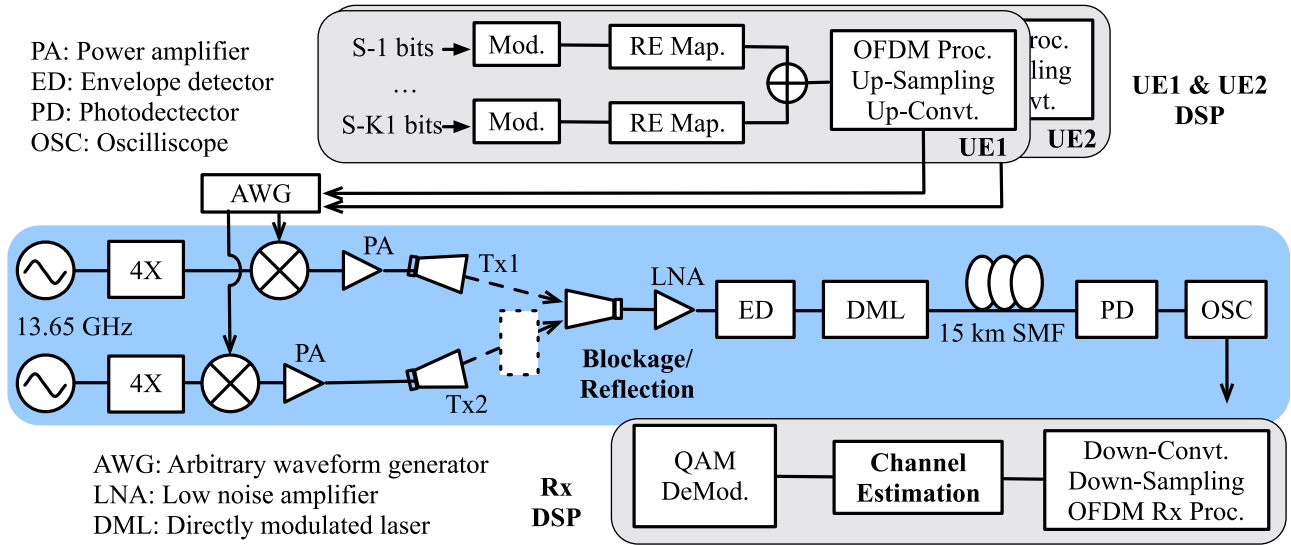 PA: Power amplifier
ED: Envelope detector
PD: Photodectector
OSC: Oscilliscope
S-1 bits
Mod.
RE Map.
...
S-K1 bits
Mod.
RE Map.
OFDM Proc.
Up-Sampling
Up-Convt.
UE1
roc.
ling
vt.
UE2
UE1 & UE2
DSP
AWG
4X
PA
Tx1
13.65 GHz
4X
PA
Tx2
Blockage/
Reflection
LNA
ED
DML
15 km SMF
PD
OSC
AWG: Arbitrary waveform generator
LNA: Low noise amplifier
DML: Directly modulated laser
Rx
DSP
QAM
DeMod.
Channel
Estimation
Down-Convt.
Down-Sampling
OFDM Rx Proc.